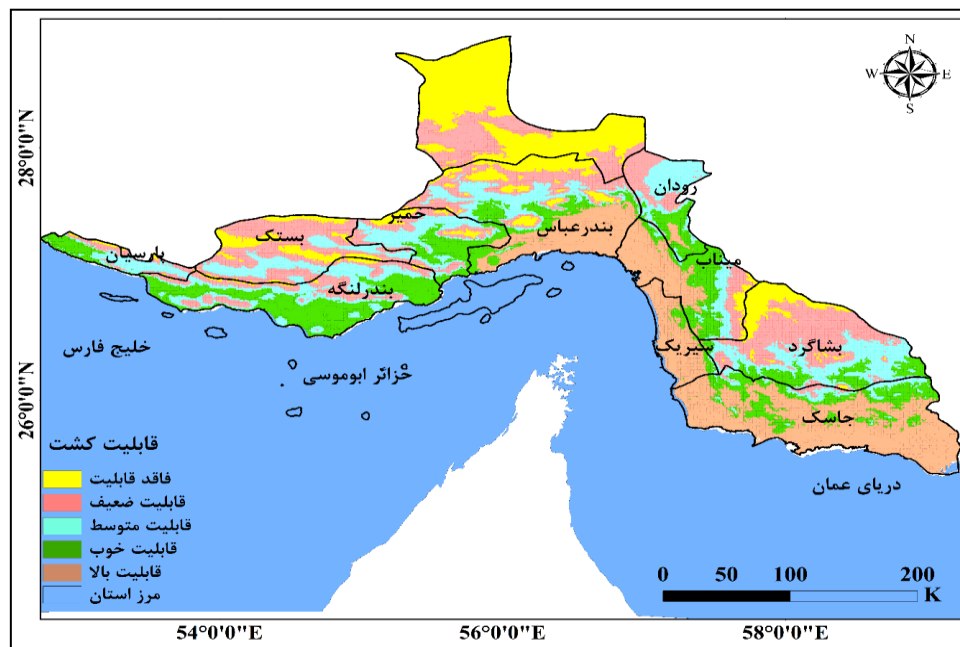 N
W E
S
28°0'0"N
26°0'0"N
رودان
خمیر
بندرعباس
بستک
پارسیان
میناب
بندرلنگه
سیریک
بشاگرد
خلیج فارس
جزائر ابوموسی
جاسک
دریای عمان
قابلیت کشت
فاقد قابلیت
قابلیت ضعیف
قابلیت متوسط
قابلیت خوب
قابلیت بالا
مرز استان
0 50 100 200
K
54°0'0"E 56°0'0"E 58°0'0"E